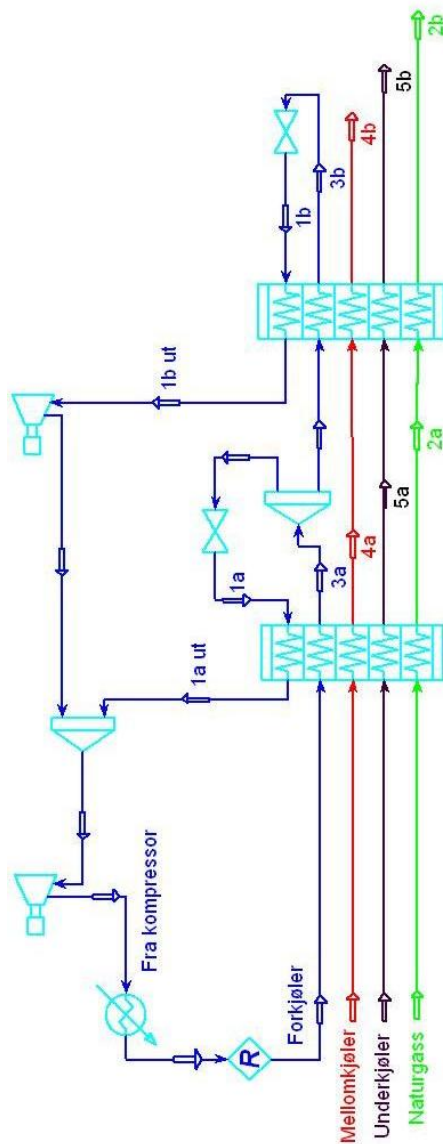 1b ut
1b
3b
4b
5b
2b
1a ut
1a
3a
4a
5a
2a
Fra kompressor
R
Forkjøler
Mellomkjøler
Underkjøler
Naturgass